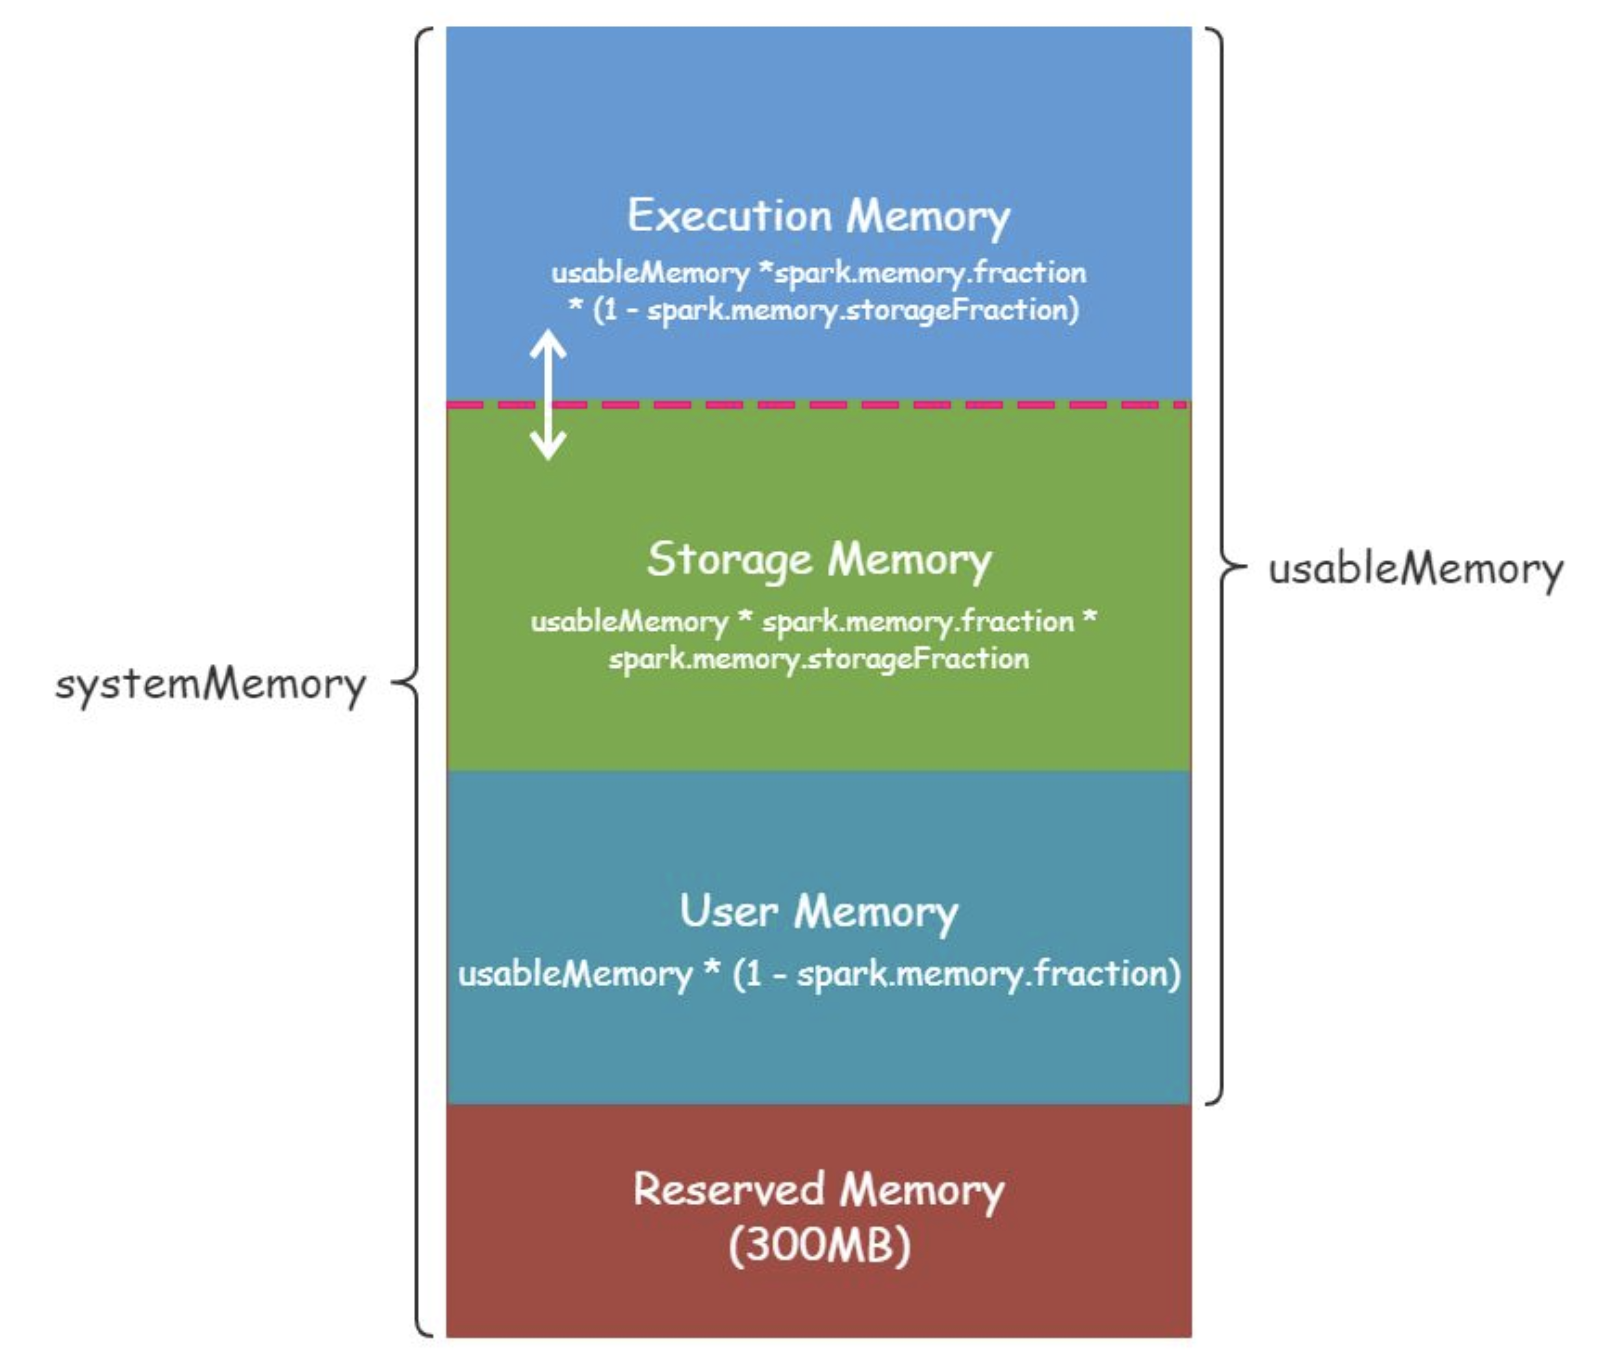 Execution Memory
usableMemory *spark.memory.fraction
* (1 - spark.memory.storageFraction)
Storage Memory
usableMemory * spark.memory.fraction *
spark.memory.storageFraction
usableMemory
systemMemory
User Memory
usableMemory * (1 - spark.memory.fraction)
Reserved Memory
(300MB)